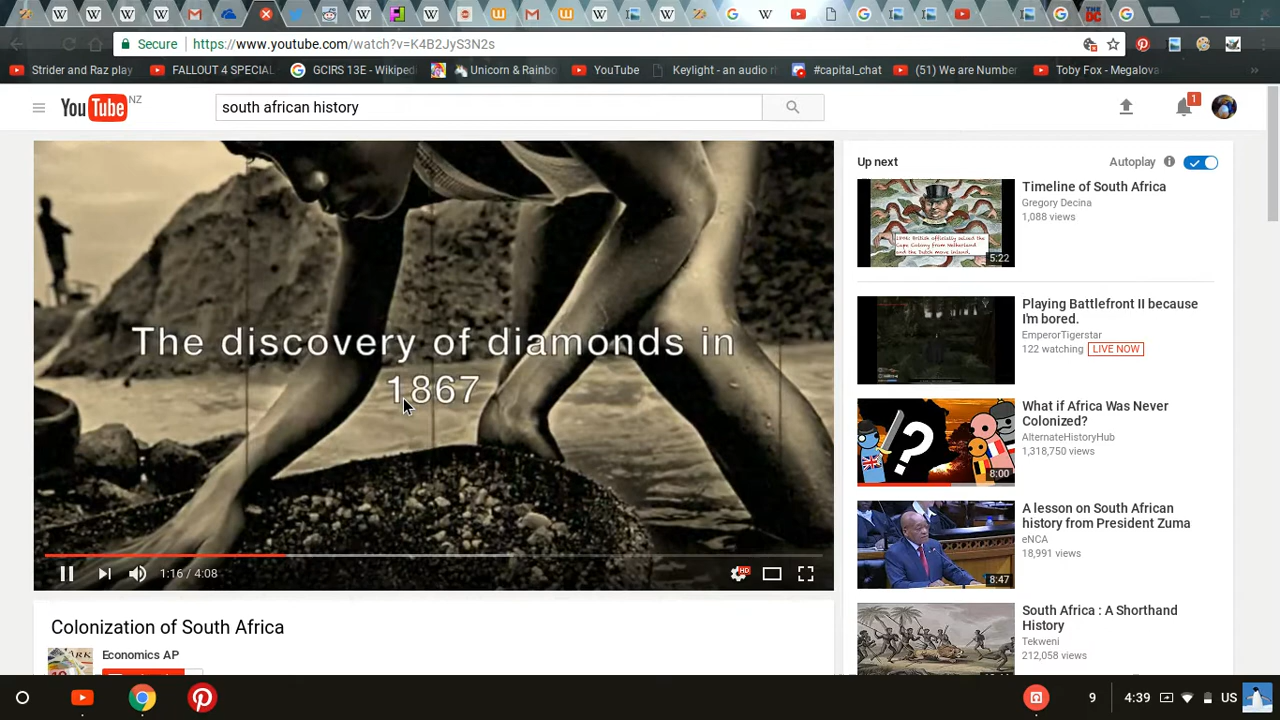 Secure https://www.youtube.com/watch?v=K4B2JyS3N2s
Strider and Raz play FALLOUT 4 SPECIAL GCIRS 13E - Wikiped Unicorn & Rainbo YouTube Keylight - an audio ri #capital_chat (51) We are Number Toby Fox - Megalova
YouTube NZ
south african history
1
The discovery of diamonds in
1867
1:16 / 4:08
HD
Colonization of South Africa
Economics AP
Up next Autoplay
Timeline of South Africa
Gregory Decina
1,088 views
5:22
Playing Battlefront II because
I'm bored.
EmperorTigerstar
122 watching LIVE NOW
What if Africa Was Never
Colonized?
AlternateHistoryHub
1,318,750 views
8:00
A lesson on South African
history from President Zuma
eNCA
18,991 views
8:47
South Africa : A Shorthand
History
Tekweni
212,058 views
9 4:39 US